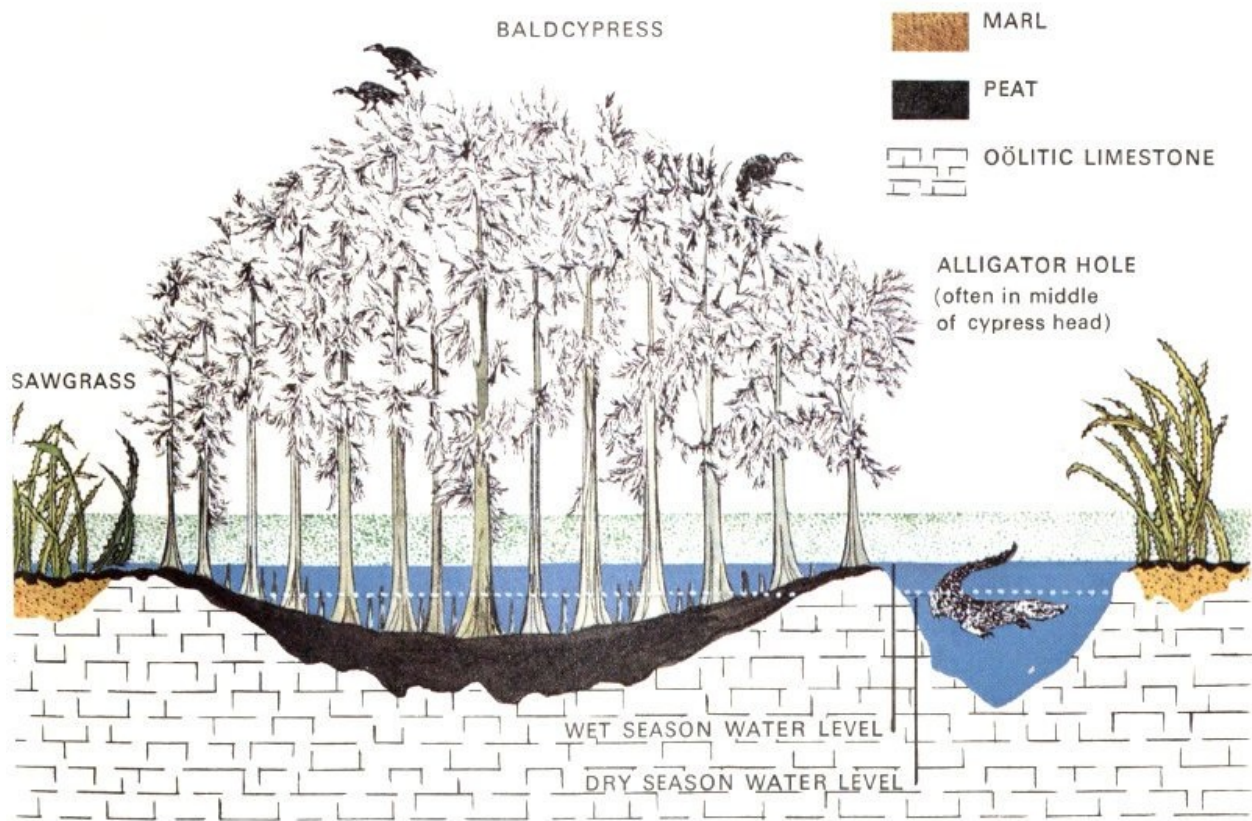 BALDCYPRESS
MARL
PEAT
OÖLITIC LIMESTONE
ALLIGATOR HOLE
(often in middle
of cypress head)
SAWGRASS
WET SEASON WATER LEVEL
DRY SEASON WATER LEVEL